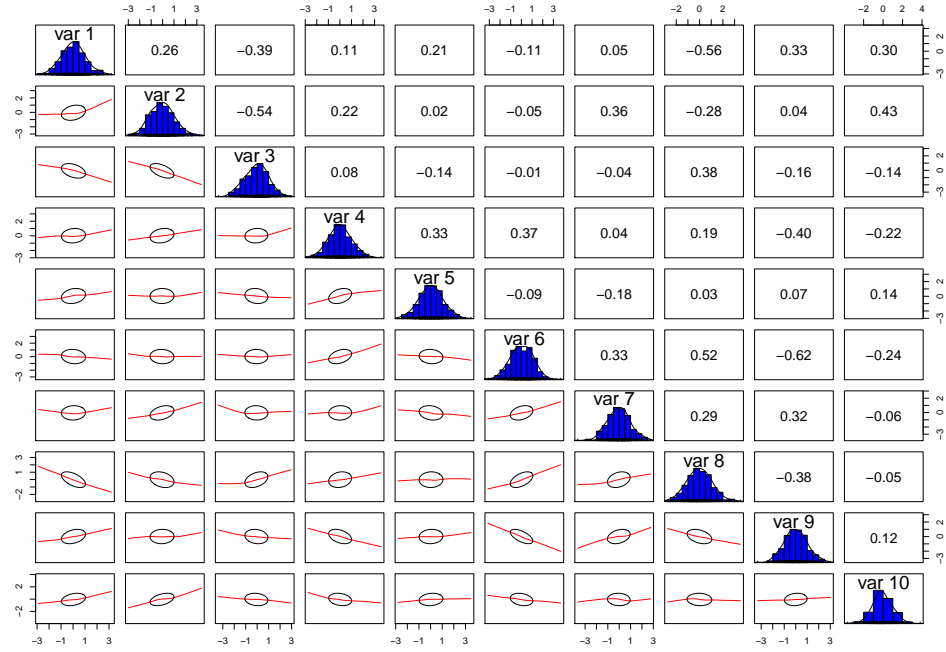 −3 −1 1 3 −3 −1 1 3 −3 −1 1 3 −2 0 2 −2 0 2 4
var 1 0.26 −0.39 0.11 0.21 −0.11 0.05 −0.56 0.33 0.30 −3 0 2
−3 0 2 var 2 −0.54 0.22 0.02 −0.05 0.36 −0.28 0.04 0.43
var 3 0.08 −0.14 −0.01 −0.04 0.38 −0.16 −0.14 −3 0 2
−3 0 2 var 4 0.33 0.37 0.04 0.19 −0.40 −0.22
var 5 −0.09 −0.18 0.03 0.07 0.14 −3 0 2
−3 0 2 var 6 0.33 0.52 −0.62 −0.24
var 7 0.29 0.32 −0.06 −3 0 2
−2 1 3 var 8 −0.38 −0.05
var 9 0.12 −3 0 2
−2 2 var 10
−3 −1 1 3 −3 −1 1 3 −3 −1 1 3 −3 −1 1 3 −3 −1 1 3